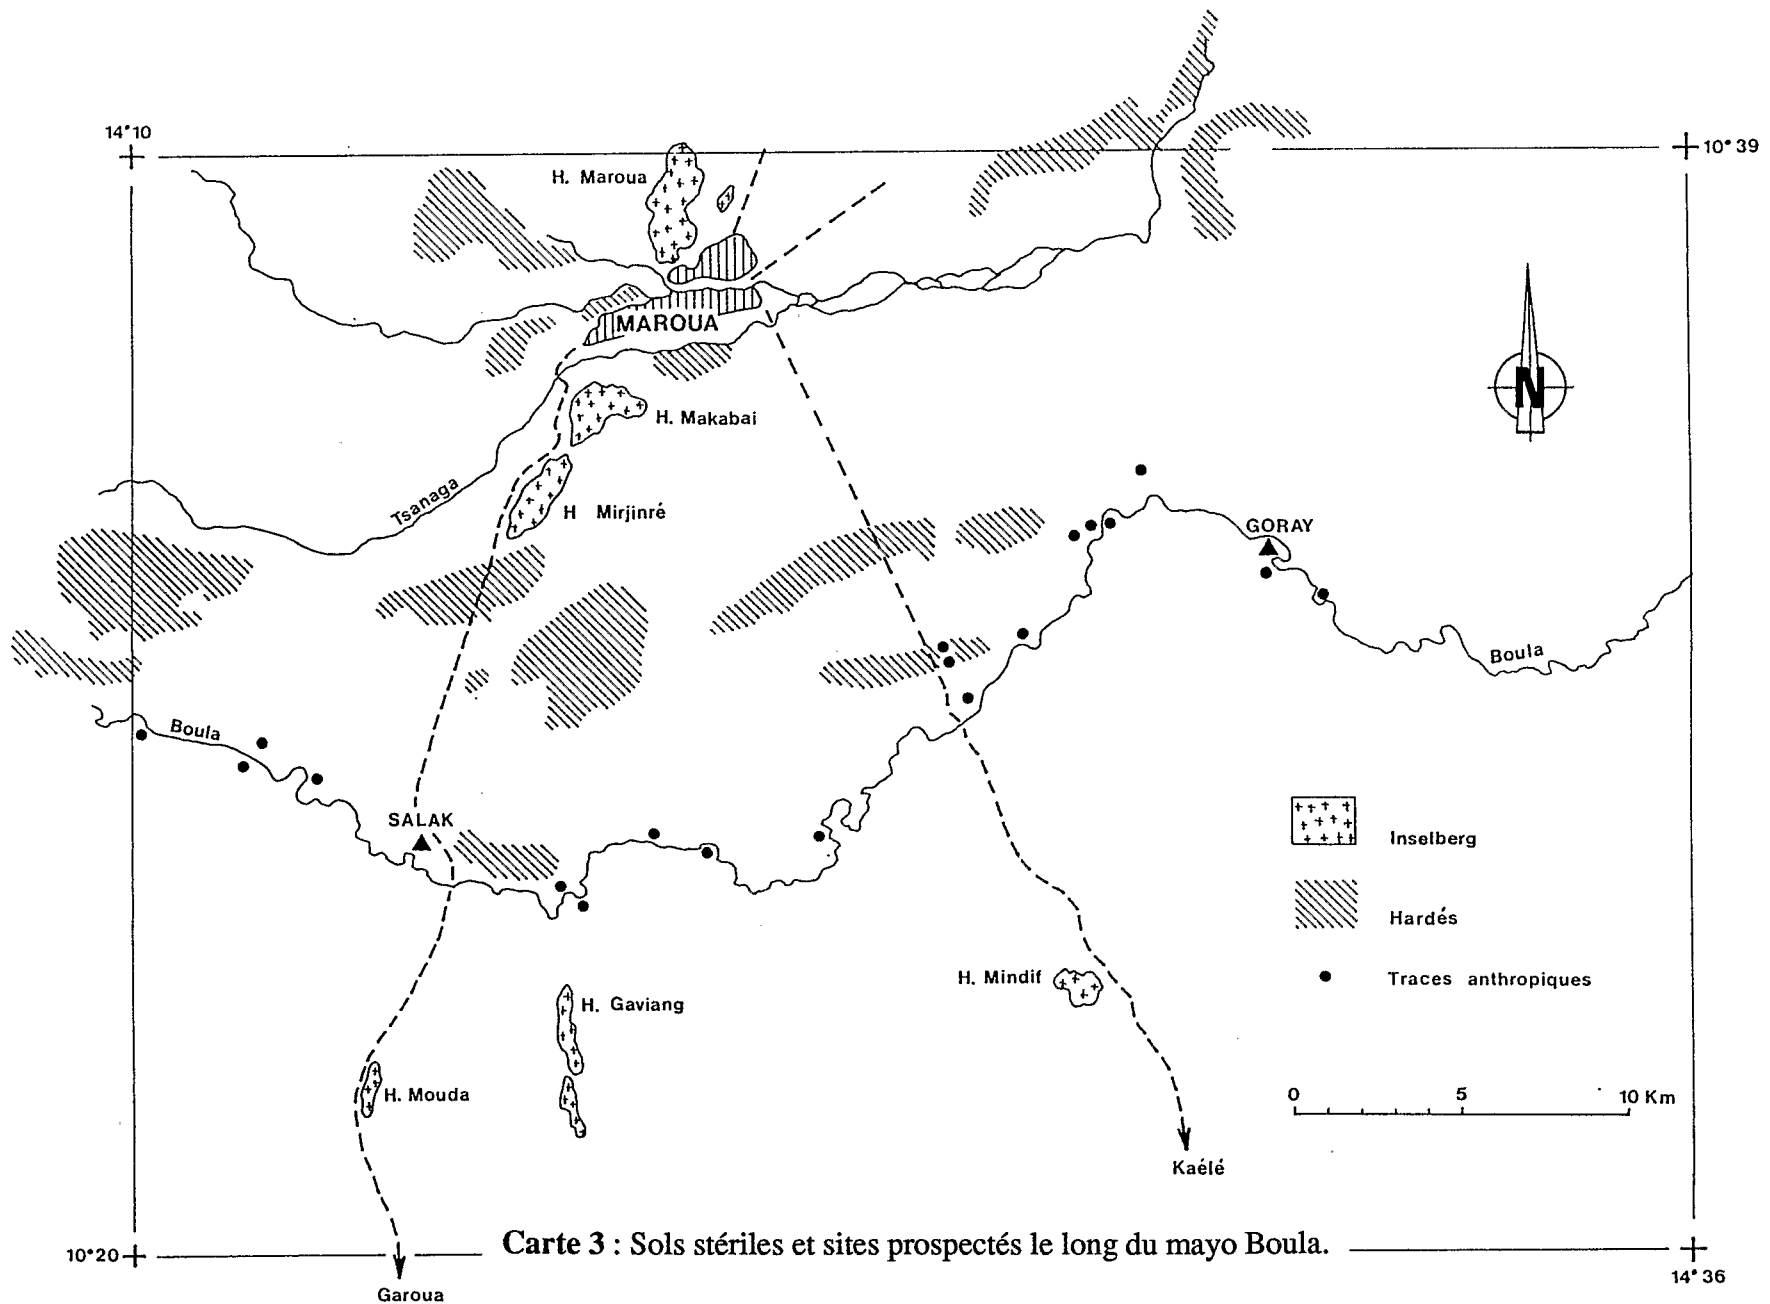 14°10
10°39
H. Maroua
MAROUA
H. Makabai
Tsanaga
H Mirjinré
N
GORAY
Boula
Boula
SALAK
Inselberg
Hardés
H. Mindif
Traces anthropiques
H. Gaviang
H. Mouda
0 5 10 Km
Kaélé
10°20
Carte 3 : Sols stériles et sites prospectés le long du mayo Boula.
14°36
Garoua